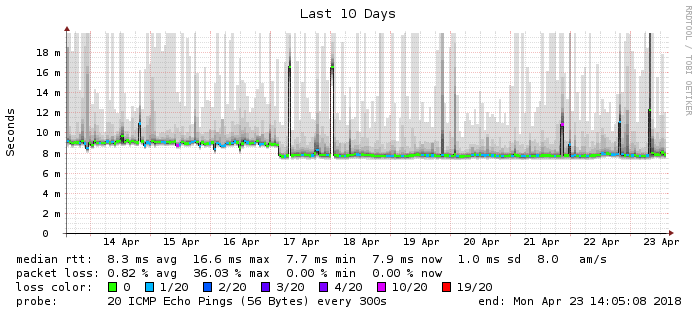 Last 10 Days
RRDTOOL / TOBI OETIKER
Seconds
18 m
16 m
14 m
12 m
10 m
8 m
6 m
4 m
2 m
0
14 Apr 15 Apr 16 Apr 17 Apr 18 Apr 19 Apr 20 Apr 21 Apr 22 Apr 23 Apr
median rtt: 8.3 ms avg 16.6 ms max 7.7 ms min 7.9 ms now 1.0 ms sd 8.0 am/s
packet loss: 0.82 % avg 36.03 % max 0.00 % min 0.00 % now
loss color: 0 1/20 2/20 3/20 4/20 10/20 19/20
probe: 20 ICMP Echo Pings (56 Bytes) every 300s end: Mon Apr 23 14:05:08 2018